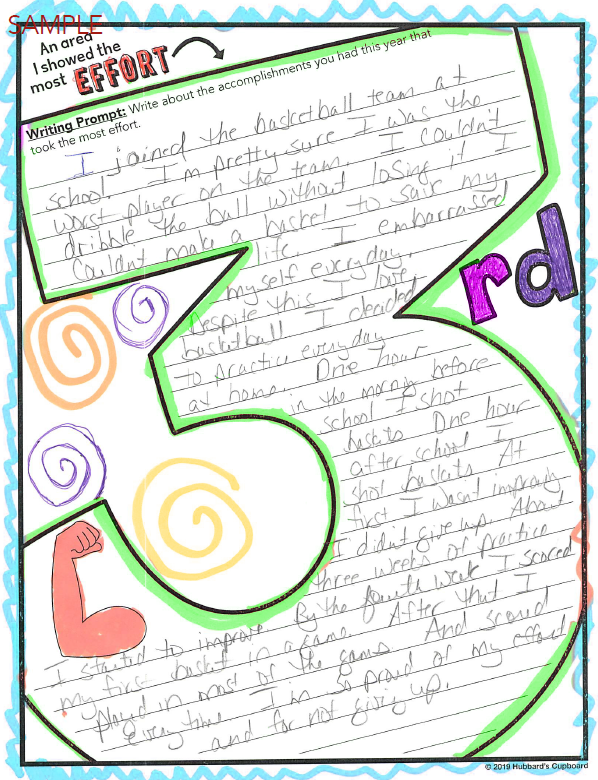 SAMPLE
An area
I showed the
most EFFORT
Writing Prompt: Write about the accomplishments you had this year that
took the most effort.
I joined the basketball team at
school. I'm pretty sure I was the
worst player on the team. I couldn't
dribble the ball without losing it I
Couldnt make a basket to save my
life. I embarrassed
myself everyday.
Despite this I love
basketball I decided
to practice everyday
at home. One hour
in the morning before
school I shot
baskets One hour
after school I
shot baskets At
first I wasnt improving
I didnt give up. About
three weeks of practice
I started to improve By the fourth week I scored
my first basket in a game. After that I
played in most of the games And scored
Every time. I'm so proud of my effort
and for not giving up.
rd
© 2019 Hubbard's Cupboard